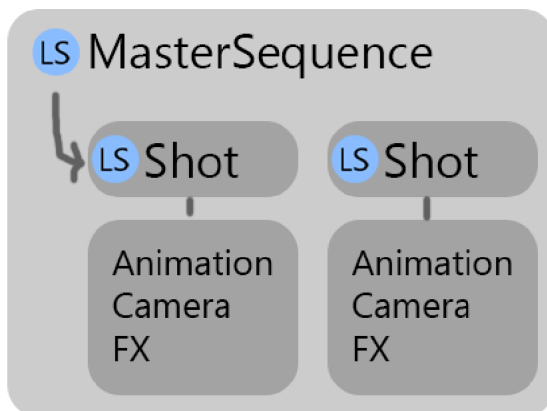 LS MasterSequence
LS Shot
Animation
Camera
FX
LS Shot
Animation
Camera
FX